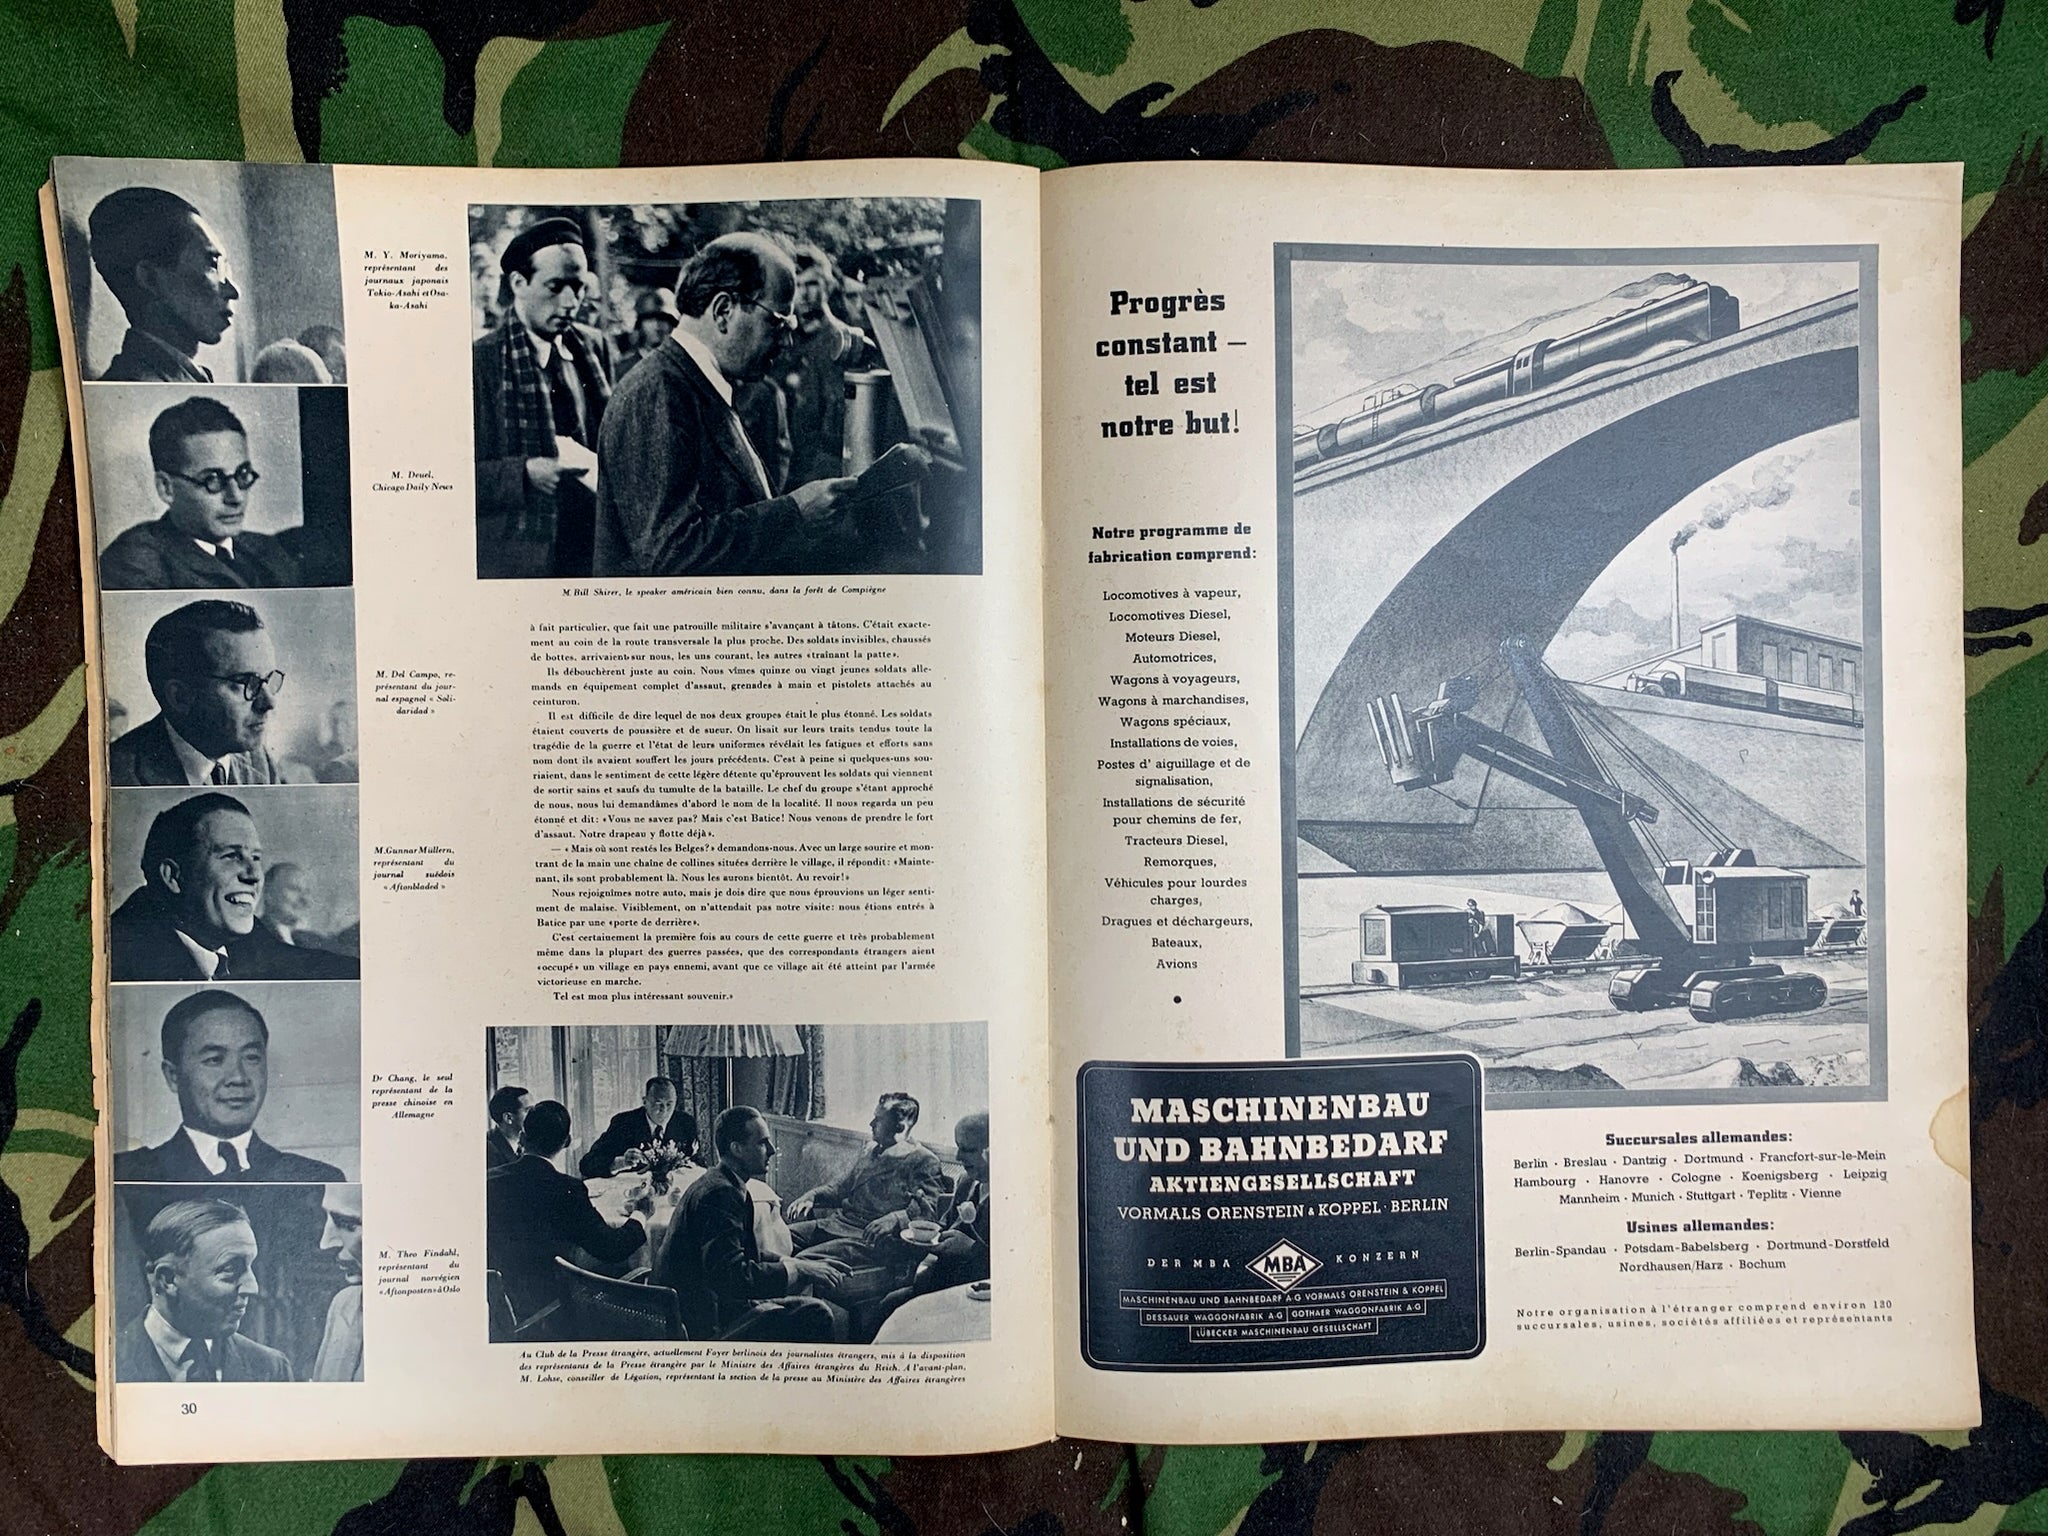 M. Y. Moriyama,
représentant des
journaux japonais
Tokio-Asahi et Osa-
ka-Asahi
M. Deuel,
Chicago Daily News
M. Del Campo, re-
présentant du jour-
nal espagnol « Soli-
daridad »
M. Gunnar Müllern,
représentant du
journal suédois
« Aftonbladed »
Dr Chang, le seul
représentant de la
presse chinoise en
Allemagne
M. Theo Findahl,
représentant du
journal norvégien
«Aftonposten» à Oslo
30
M. Bill Shirer, le speaker américain bien connu, dans la forêt de Compiègne
à fait particulier, que fait une patrouille militaire s'avançant à tâtons. C'était exacte-
ment au coin de la route transversale la plus proche. Des soldats invisibles, chaussés
de bottes, arrivaient sur nous, les uns courant, les autres «traînant la patte».
Ils débouchèrent juste au coin. Nous vîmes quinze ou vingt jeunes soldats alle-
mands en équipement complet d'assaut, grenades à main et pistolets attachés au
ceinturon.
Il est difficile de dire lequel de nos deux groupes était le plus étonné. Les soldats
étaient couverts de poussière et de sueur. On lisait sur leurs traits tendus toute la
tragédie de la guerre et l'état de leurs uniformes révélait les fatigues et efforts sans
nom dont ils avaient souffert les jours précédents. C'est à peine si quelques-uns sou-
riaient, dans le sentiment de cette légère détente qu'éprouvent les soldats qui viennent
de sortir sains et saufs du tumulte de la bataille. Le chef du groupe s'étant approché
de nous, nous lui demandâmes d'abord le nom de la localité. Il nous regarda un peu
étonné et dit: «Vous ne savez pas? Mais c'est Batice! Nous venons de prendre le fort
d'assaut. Notre drapeau y flotte déjà».
— « Mais où sont restés les Belges?» demandons-nous. Avec un large sourire et mon-
trant de la main une chaîne de collines situées derrière le village, il répondit: «Mainte-
nant, ils sont probablement là. Nous les aurons bientôt. Au revoir!»
Nous rejoignîmes notre auto, mais je dois dire que nous éprouvions un léger senti-
ment de malaise. Visiblement, on n'attendait pas notre visite: nous étions entrés à
Batice par une «porte de derrière».
C'est certainement la première fois au cours de cette guerre et très probablement
même dans la plupart des guerres passées, que des correspondants étrangers aient
«occupé» un village en pays ennemi, avant que ce village ait été atteint par l'armée
victorieuse en marche.
Tel est mon plus intéressant souvenir.»
Au Club de la Presse étrangère, actuellement Foyer berlinois des journalistes étrangers, mis à la disposition
des représentants de la Presse étrangère par le Ministre des Affaires étrangères du Reich. A l'avant-plan,
M. Lohse, conseiller de Légation, représentant la section de la presse au Ministère des Affaires étrangères
Progrès
constant –
tel est
notre but!
Notre programme de
fabrication comprend:
Locomotives à vapeur,
Locomotives Diesel,
Moteurs Diesel,
Automotrices,
Wagons à voyageurs,
Wagons à marchandises,
Wagons spéciaux,
Installations de voies,
Postes d' aiguillage et de
signalisation,
Installations de sécurité
pour chemins de fer,
Tracteurs Diesel,
Remorques,
Véhicules pour lourdes
charges,
Dragues et déchargeurs,
Bateaux,
Avions
MASCHINENBAU
UND BAHNBEDARF
AKTIENGESELLSCHAFT
VORMALS ORENSTEIN & KOPPEL · BERLIN
DER MBA MBA KONZERN
MASCHINENBAU UND BAHNBEDARF A·G VORMALS ORENSTEIN & KOPPEL
DESSAUER WAGGONFABRIK A·G GOTHAER WAGGONFABRIK A·G
LÜBECKER MASCHINENBAU GESELLSCHAFT
Succursales allemandes:
Berlin · Breslau · Dantzig · Dortmund · Francfort-sur-le-Mein
Hambourg · Hanovre · Cologne · Koenigsberg · Leipzig
Mannheim · Munich · Stuttgart · Teplitz · Vienne
Usines allemandes:
Berlin-Spandau · Potsdam-Babelsberg · Dortmund-Dorstfeld
Nordhausen/Harz · Bochum
Notre organisation à l'étranger comprend environ 120
succursales, usines, sociétés affiliées et représentants